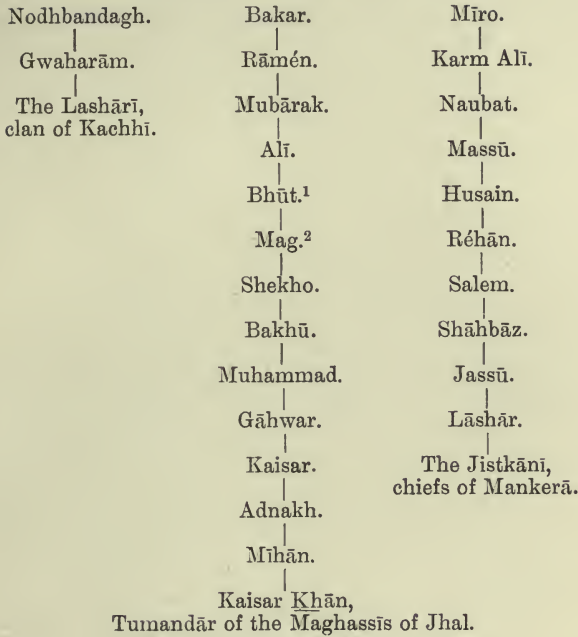 Nodhbandagh.
Gwaharām.
The Lashārī,
clan of Kachhī.
Bakar.
Rāmén.
Mubārak.
Alī.
Bhūt.¹
Mag.²
Shekho.
Bakhū.
Muhammad.
Gāhwar.
Kaisar.
Adnakh.
Mīhān.
Kaisar Khān,
Tumandār of the Maghassīs of Jhal.
Mīro.
Karm Alī.
Naubat.
Massū.
Husain.
Réhān.
Salem.
Shāhbāz.
Jassū.
Lāshār.
The Jistkānī,
chiefs of Mankerā.